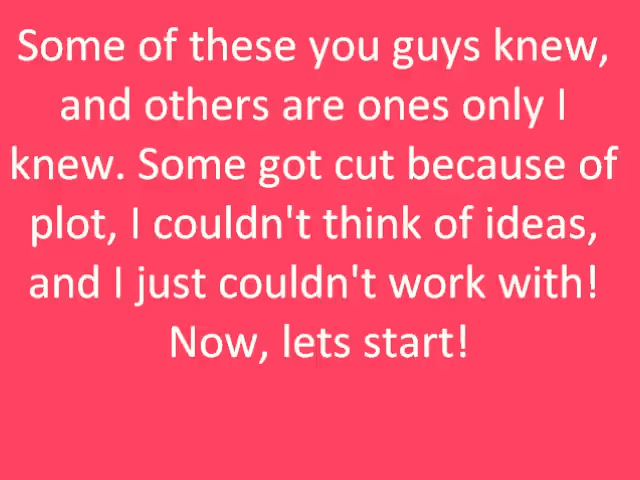 Some of these you guys knew,
and others are ones only I
knew. Some got cut because of
plot, I couldn't think of ideas,
and I just couldn't work with!
Now, lets start!